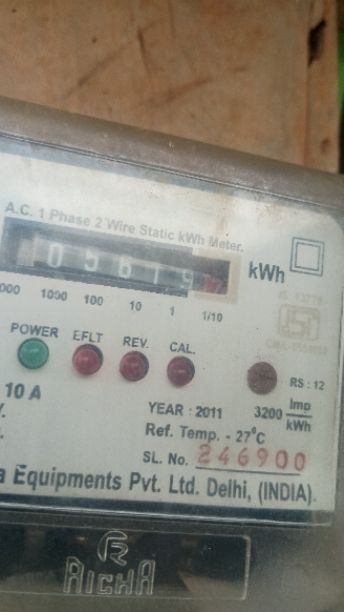 A.C. 1 Phase 2 Wire Static kWh Meter.
0 5 6 1 9
kWh
000 1000 100 10 1 1/10
POWER EFLT REV. CAL.
RS : 12
10 A
YEAR : 2011 3200 Imp/kWh
Ref. Temp. - 27°C
SL. No. 246900
a Equipments Pvt. Ltd. Delhi, (INDIA).
RICHA